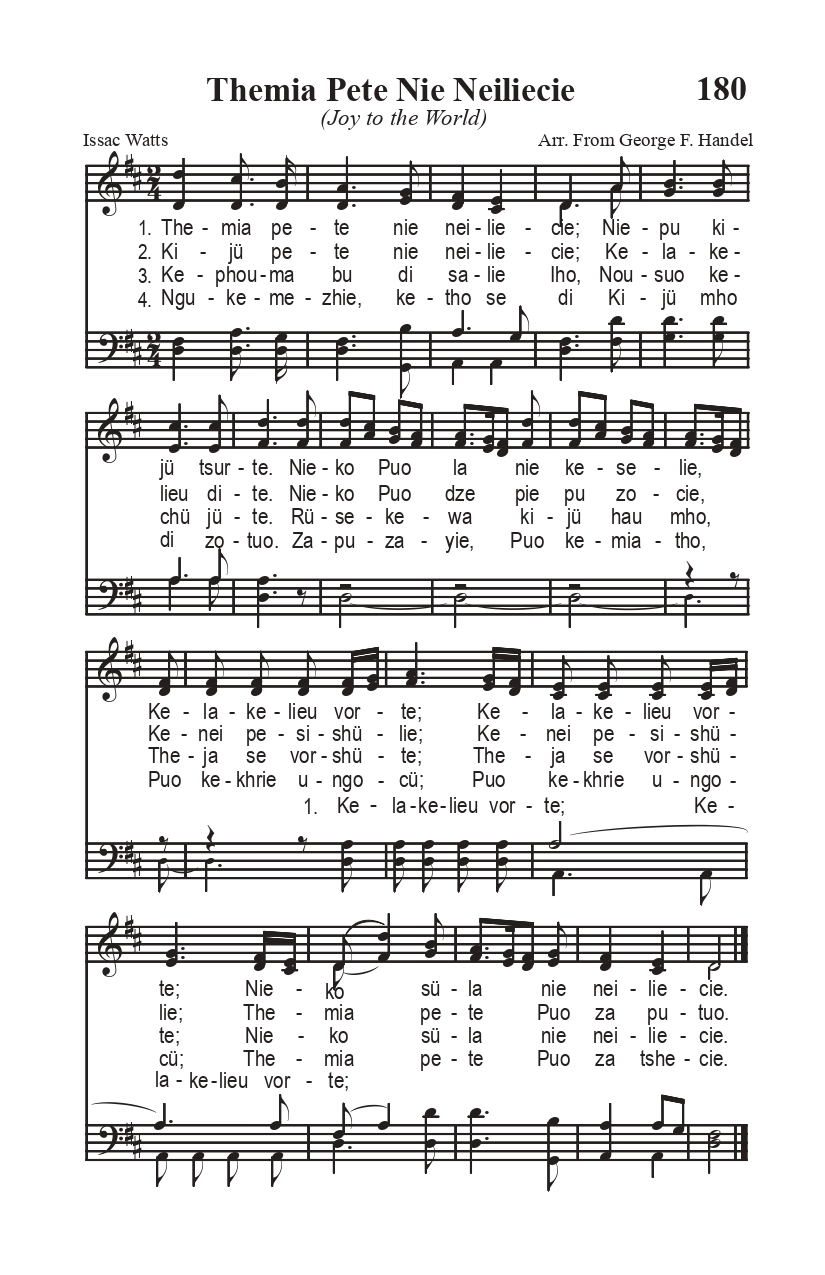 Themia Pete Nie Neiliecie 180
(Joy to the World)
Issac Watts Arr. From George F. Handel
1. The - mia pe - te nie nei - lie - cie; Nie - pu ki -
2. Ki - jü pe - te nie nei - lie - cie; Ke - la - ke -
3. Ke - phou - ma bu di sa - lie lho, Nou - suo ke -
4. Ngu - ke - me - zhie, ke - tho se di Ki - jü mho
jü tsur - te. Nie - ko Puo la nie ke - se - lie,
lieu di - te. Nie - ko Puo dze pie pu zo - cie,
chü jü - te. Rü - se - ke - wa ki - jü hau mho,
di zo - tuo. Za - pu - za - yie, Puo ke - mia - tho,
Ke - la - ke - lieu vor - te; Ke - la - ke - lieu vor -
Ke - nei pe - si - shü - lie; Ke - nei pe - si - shü -
The - ja se vor - shü - te; The - ja se vor - shü -
Puo ke - khrie u - ngo - cü; Puo ke - khrie u - ngo -
1. Ke - la - ke - lieu vor - te; Ke -
te; Nie - ko sü - la nie nei - lie - cie.
lie; The - mia pe - te Puo za pu - tuo.
te; Nie - ko sü - la nie nei - lie - cie.
cü; The - mia pe - te Puo za tshe - cie.
la - ke - lieu vor - te;